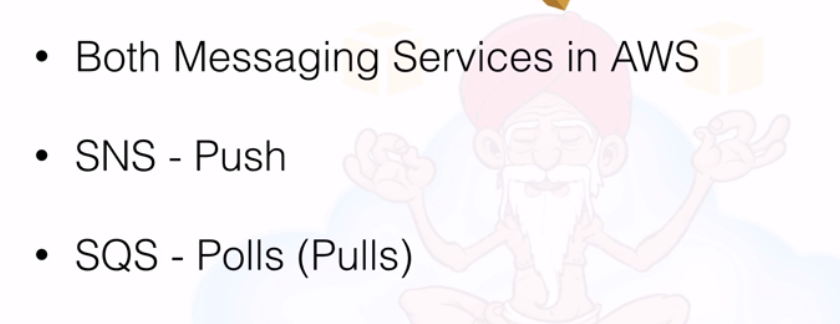 • Both Messaging Services in AWS
• SNS - Push
• SQS - Polls (Pulls)